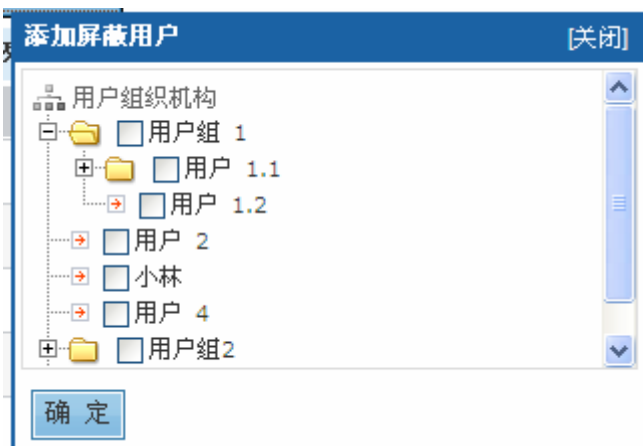 添加屏蔽用户 [关闭]
用户组织机构
用户组 1
用户 1.1
用户 1.2
用户 2
小林
用户 4
用户组2
确 定